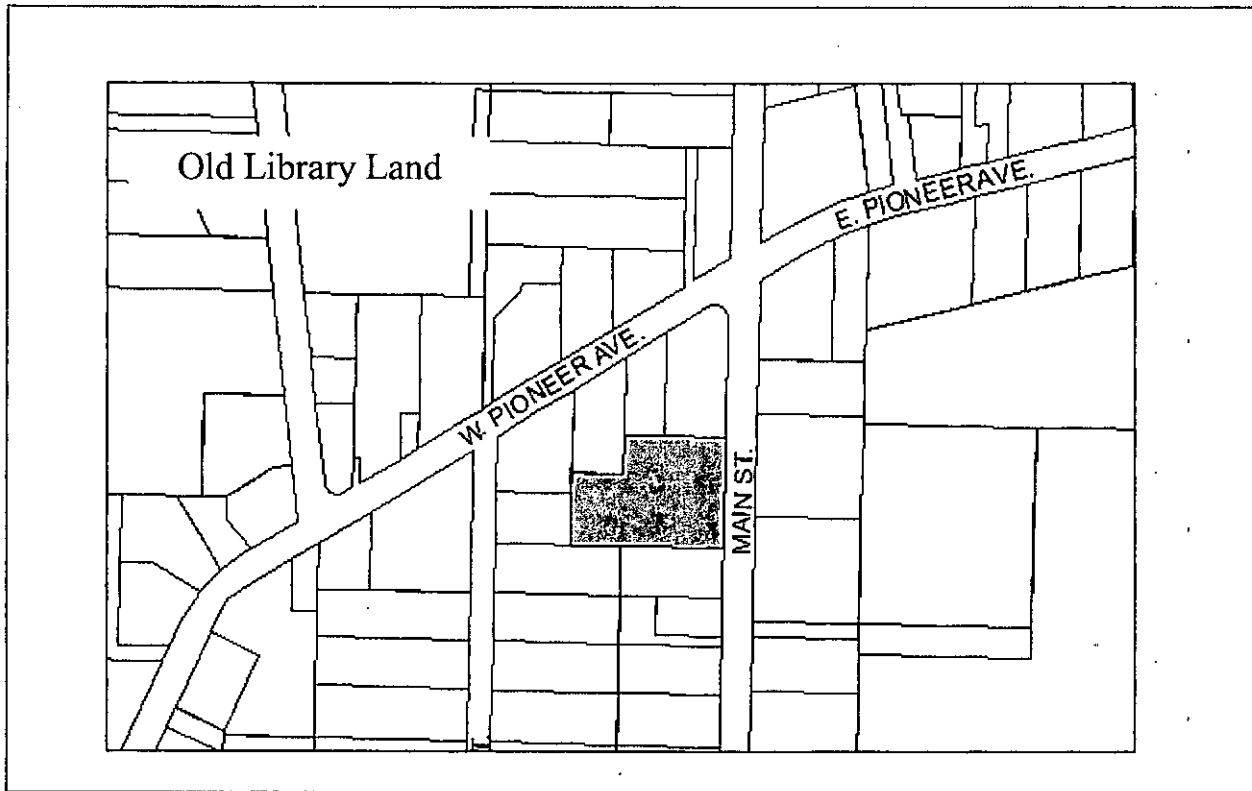 Old Library Land
E. PIONEER AVE.
W. PIONEER AVE.
MAIN ST.